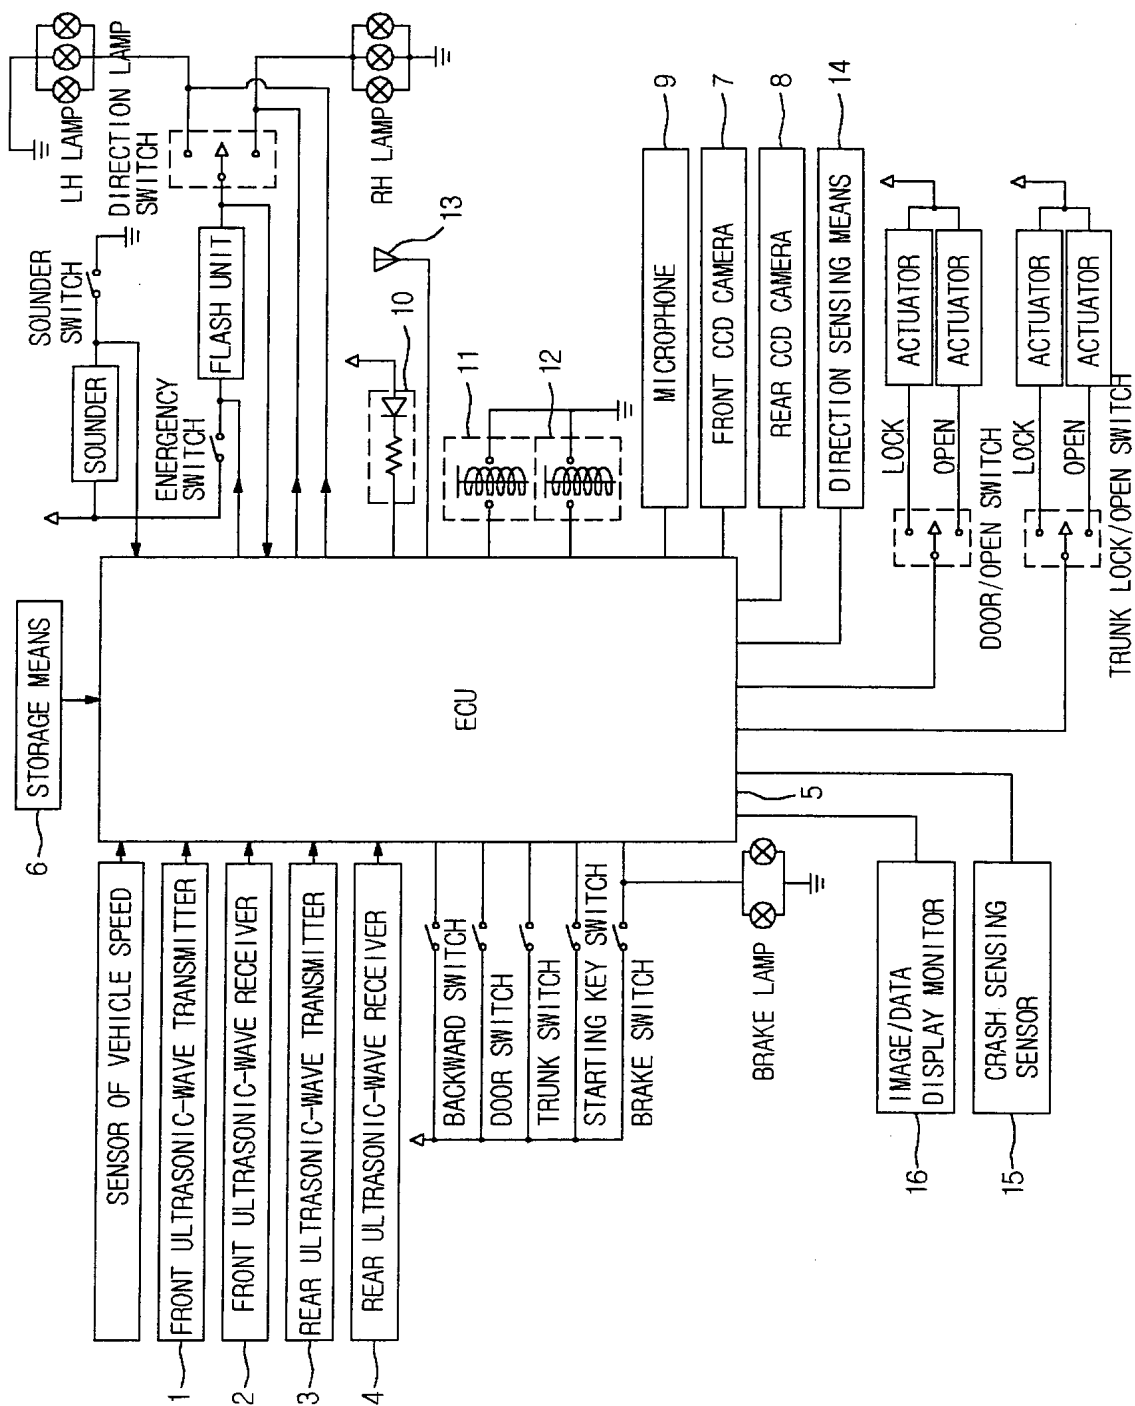 SENSOR OF VEHICLE SPEED
1
FRONT ULTRASONIC-WAVE TRANSMITTER
2
FRONT ULTRASONIC-WAVE RECEIVER
3
REAR ULTRASONIC-WAVE TRANSMITTER
4
REAR ULTRASONIC-WAVE RECEIVER
BACKWARD SWITCH
DOOR SWITCH
TRUNK SWITCH
STARTING KEY SWITCH
BRAKE SWITCH
BRAKE LAMP
16
IMAGE/DATA
DISPLAY MONITOR
15
CRASH SENSING
SENSOR
6
STORAGE MEANS
ECU
5
SOUNDER
SOUNDER
SWITCH
ENERGENCY
SWITCH
FLASH UNIT
LH LAMP
DIRECTION LAMP
SWITCH
RH LAMP
10
13
11
12
MICROPHONE
9
FRONT CCD CAMERA
7
REAR CCD CAMERA
8
DIRECTION SENSING MEANS
14
LOCK
ACTUATOR
OPEN
ACTUATOR
DOOR/OPEN SWITCH
LOCK
ACTUATOR
OPEN
ACTUATOR
TRUNK LOCK/OPEN SWITCH